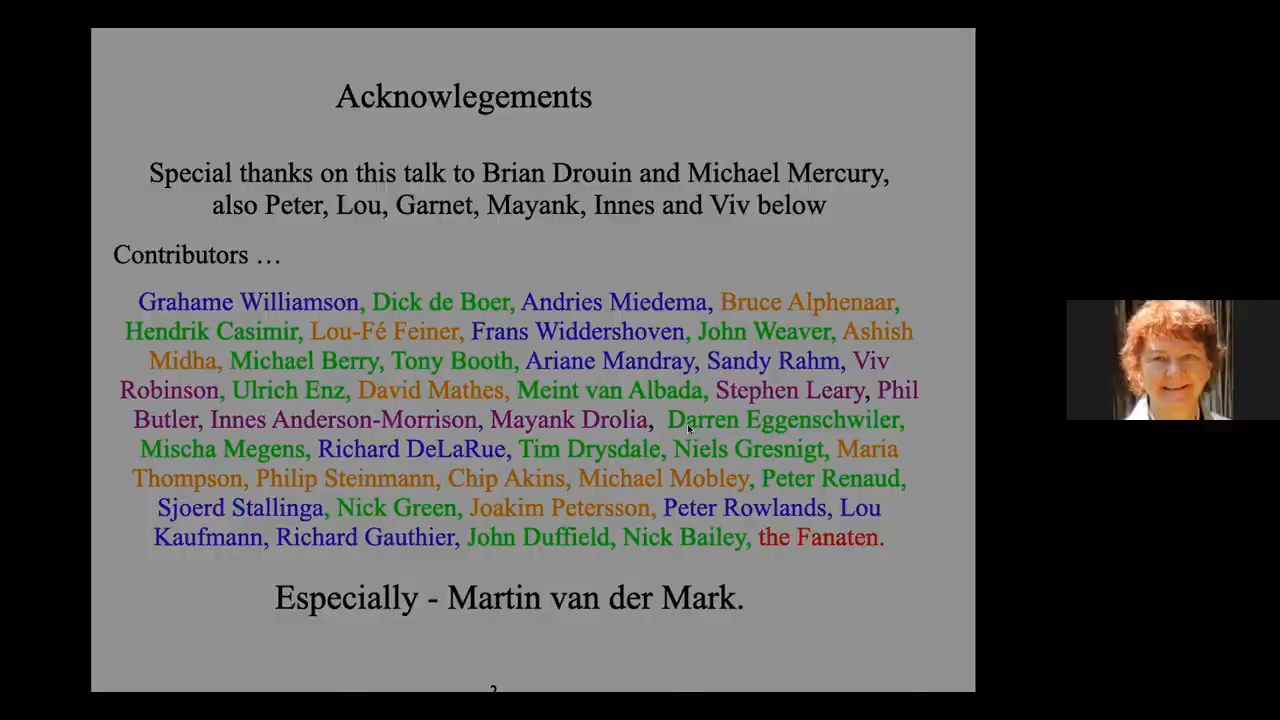 Acknowlegements
Special thanks on this talk to Brian Drouin and Michael Mercury,
also Peter, Lou, Garnet, Mayank, Innes and Viv below
Contributors …
Grahame Williamson, Dick de Boer, Andries Miedema, Bruce Alphenaar,
Hendrik Casimir, Lou-Fé Feiner, Frans Widdershoven, John Weaver, Ashish
Midha, Michael Berry, Tony Booth, Ariane Mandray, Sandy Rahm, Viv
Robinson, Ulrich Enz, David Mathes, Meint van Albada, Stephen Leary, Phil
Butler, Innes Anderson-Morrison, Mayank Drolia, Darren Eggenschwiler,
Mischa Megens, Richard DeLaRue, Tim Drysdale, Niels Gresnigt, Maria
Thompson, Philip Steinmann, Chip Akins, Michael Mobley, Peter Renaud,
Sjoerd Stallinga, Nick Green, Joakim Petersson, Peter Rowlands, Lou
Kaufmann, Richard Gauthier, John Duffield, Nick Bailey, the Fanaten.
Especially - Martin van der Mark.
2